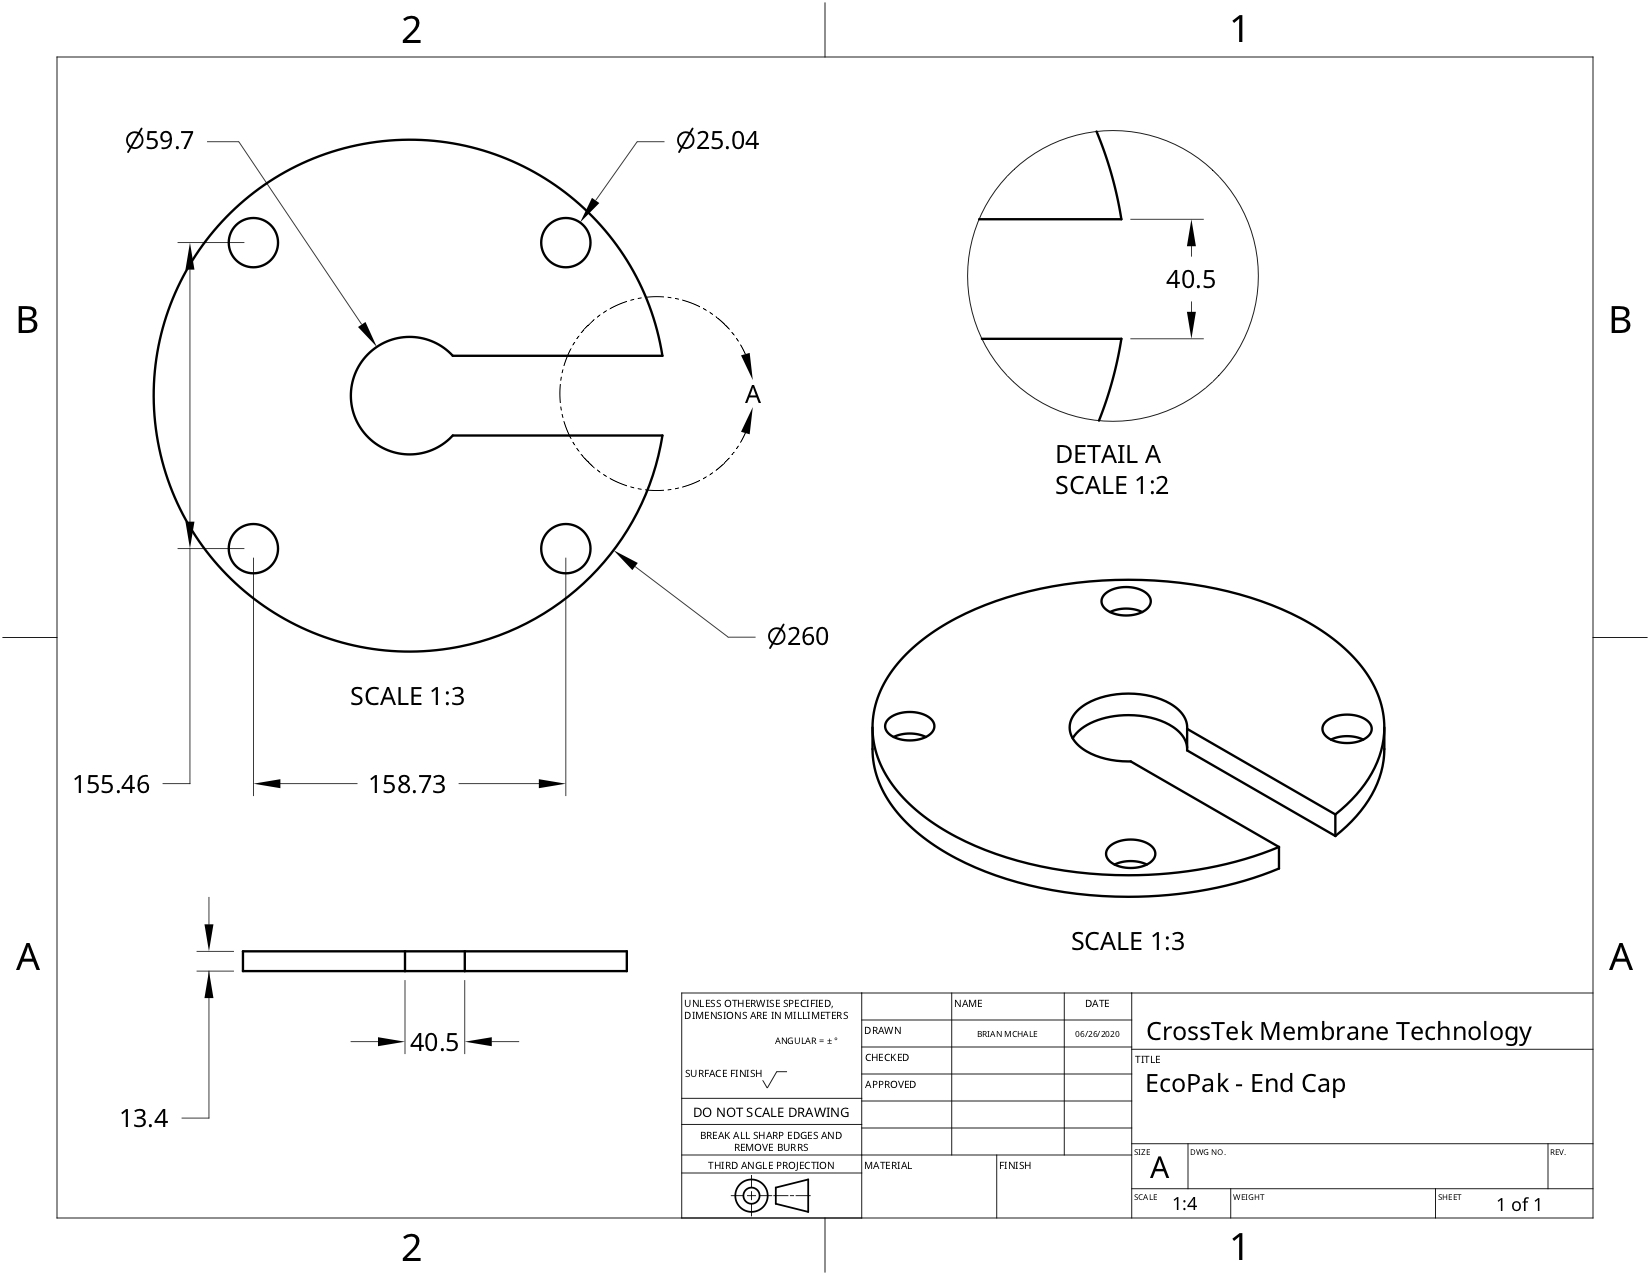 2
1
B
B
A
A
2
1
Ø59.7
Ø25.04
A
Ø260
SCALE 1:3
155.46
158.73
40.5
DETAIL A
SCALE 1:2
SCALE 1:3
40.5
13.4
UNLESS OTHERWISE SPECIFIED,
DIMENSIONS ARE IN MILLIMETERS
ANGULAR = ± °
SURFACE FINISH
DO NOT SCALE DRAWING
BREAK ALL SHARP EDGES AND
REMOVE BURRS
THIRD ANGLE PROJECTION
NAME
DATE
DRAWN
BRIAN MCHALE
06/26/2020
CHECKED
APPROVED
MATERIAL
FINISH
CrossTek Membrane Technology
TITLE
EcoPak - End Cap
SIZE
A
DWG NO.
REV.
SCALE
1:4
WEIGHT
SHEET
1 of 1